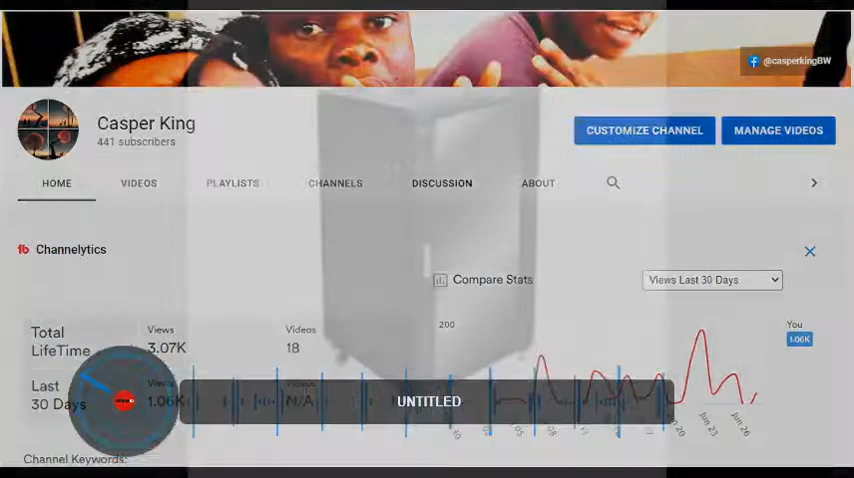 @casperkingBW
Casper King
441 subscribers
CUSTOMIZE CHANNEL
MANAGE VIDEOS
HOME
VIDEOS
PLAYLISTS
CHANNELS
DISCUSSION
ABOUT
Channelytics
Compare Stats
Views Last 30 Days
Total
LifeTime
Views
3.07K
Videos
18
200
You
1.06K
Last
30 Days
Views
1.06K
Videos
N/A
UNTITLED
Jun 20
Jun 23
Jun 26
Channel Keywords: